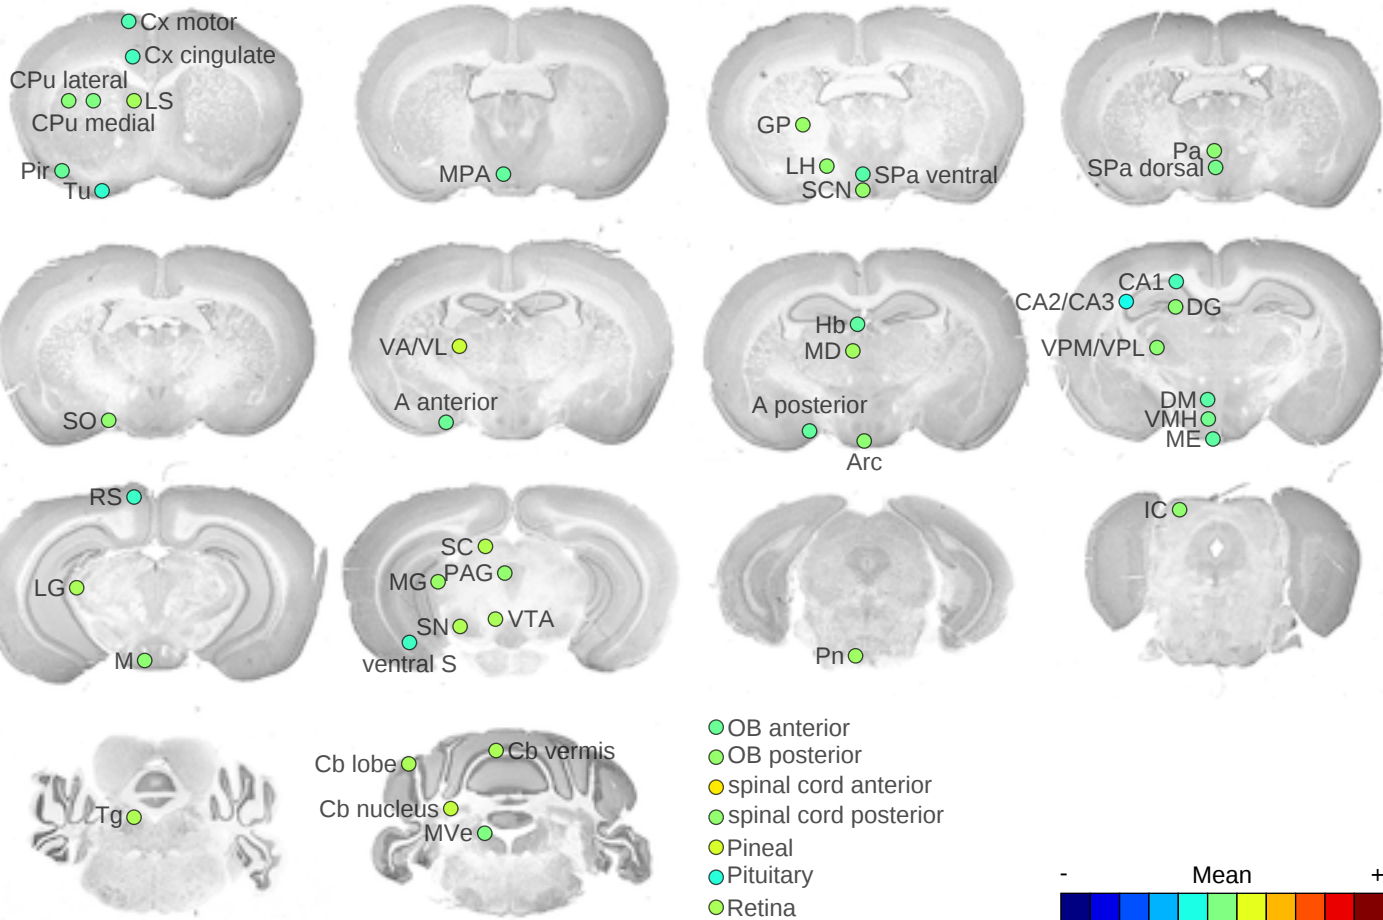 Cx motor
Cx cingulate
CPu lateral
LS
CPu medial
Pir
Tu
MPA
GP
LH
SPa ventral
SCN
Pa
SPa dorsal
SO
VA/VL
A anterior
Hb
MD
A posterior
Arc
CA1
CA2/CA3
DG
VPM/VPL
DM
VMH
ME
RS
LG
M
SC
MG
PAG
SN
VTA
ventral S
Pn
IC
Tg
Cb lobe
Cb vermis
Cb nucleus
MVe
OB anterior
OB posterior
spinal cord anterior
spinal cord posterior
Pineal
Pituitary
Retina
- Mean +